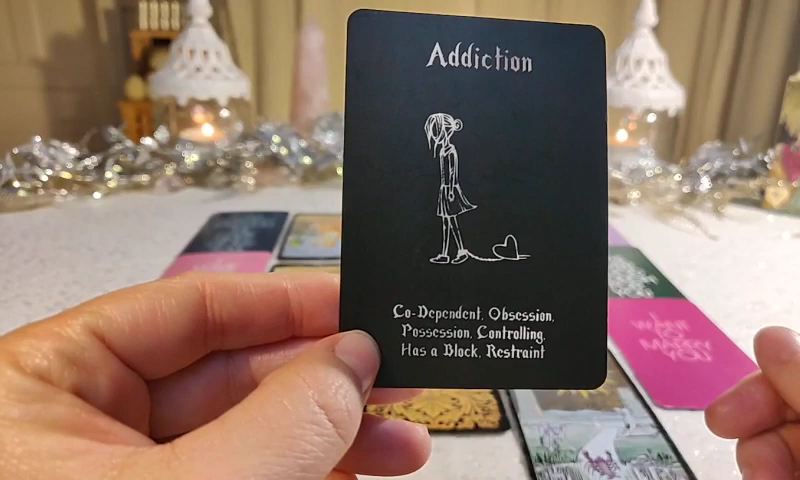 Addiction
Co-Dependent, Obsession,
Possession, Controlling,
Has a Block, Restraint
I
WANT
TO
MARRY
YOU